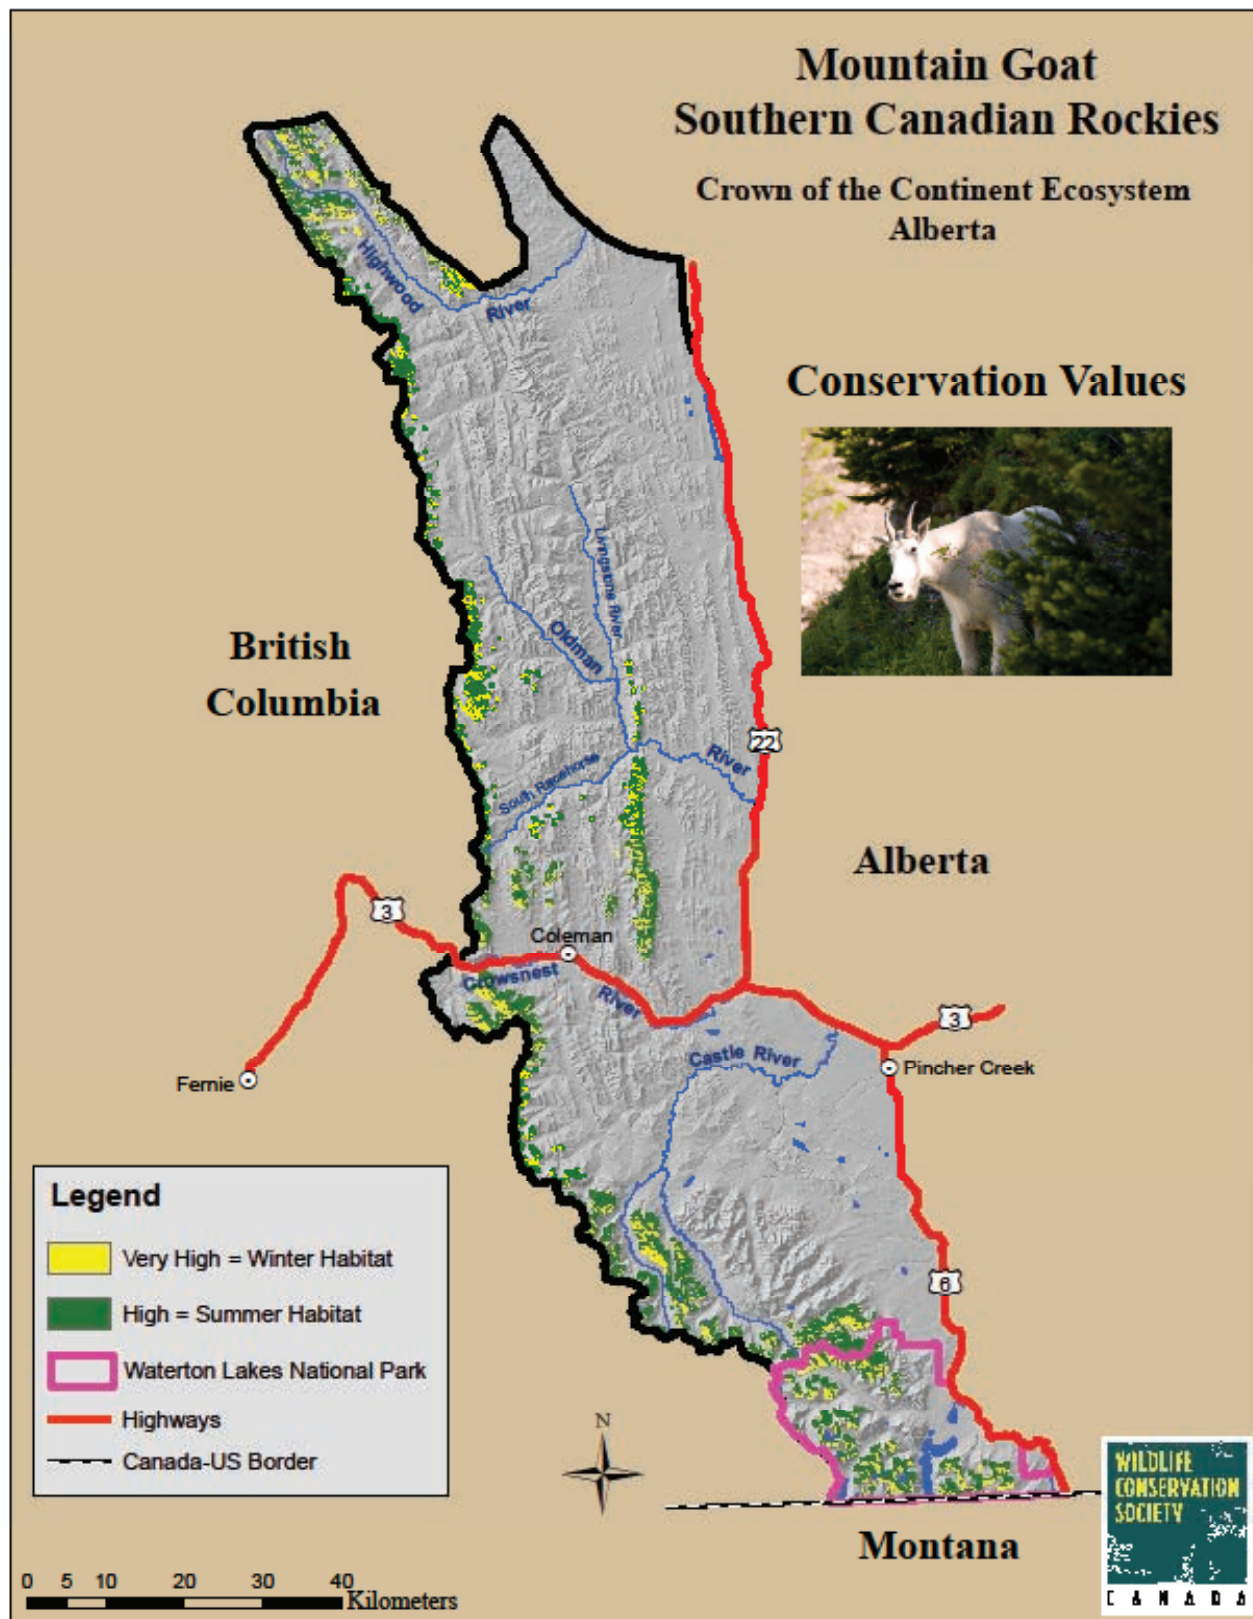 Mountain Goat
Southern Canadian Rockies
Crown of the Continent Ecosystem
Alberta
Highwood
River
Conservation Values
Livingstone River
Oldman
British
Columbia
22
River
South Racehorse
Alberta
3
Coleman
Crowsnest
River
3
Castle River
Fernie
Pincher Creek
Legend
Very High = Winter Habitat
High = Summer Habitat
Waterton Lakes National Park
Highways
Canada-US Border
6
N
WILDLIFE
CONSERVATION
SOCIETY
CANADA
Montana
0 5 10 20 30 40
Kilometers